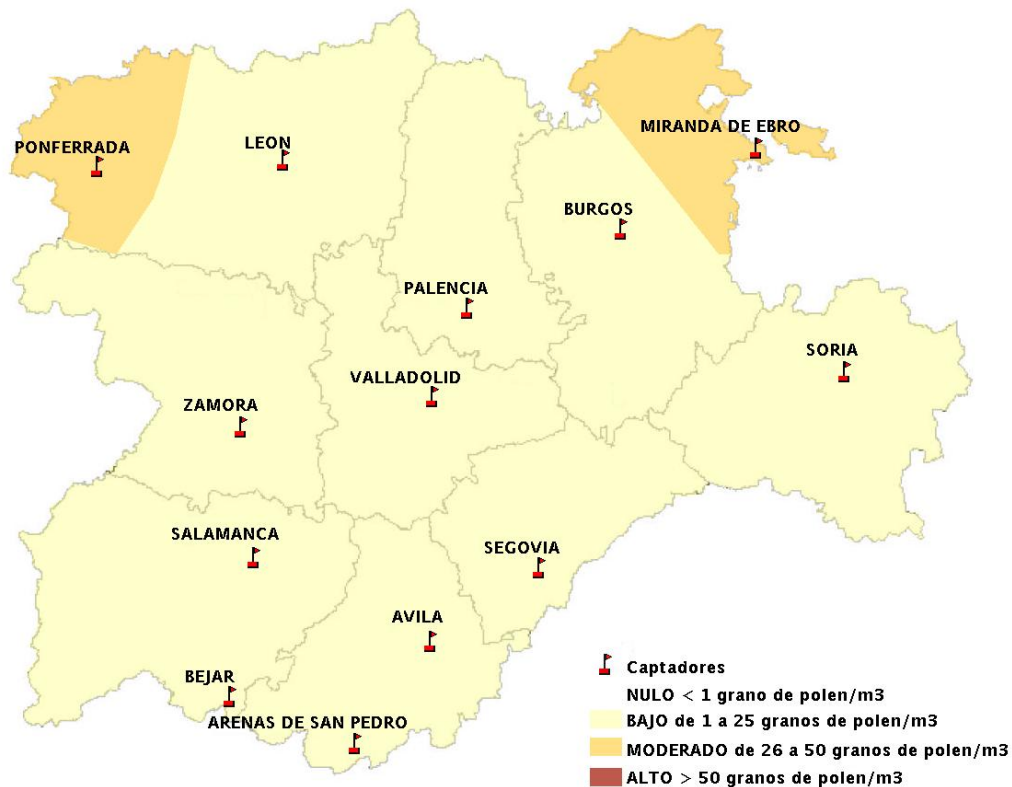 MIRANDA DE EBRO
PONFERRADA
LEON
BURGOS
PALENCIA
SORIA
VALLADOLID
ZAMORA
SALAMANCA
SEGOVIA
AVILA
BEJAR
ARENAS DE SAN PEDRO
Captadores
NULO < 1 grano de polen/m3
BAJO de 1 a 25 granos de polen/m3
MODERADO de 26 a 50 granos de polen/m3
ALTO > 50 granos de polen/m3